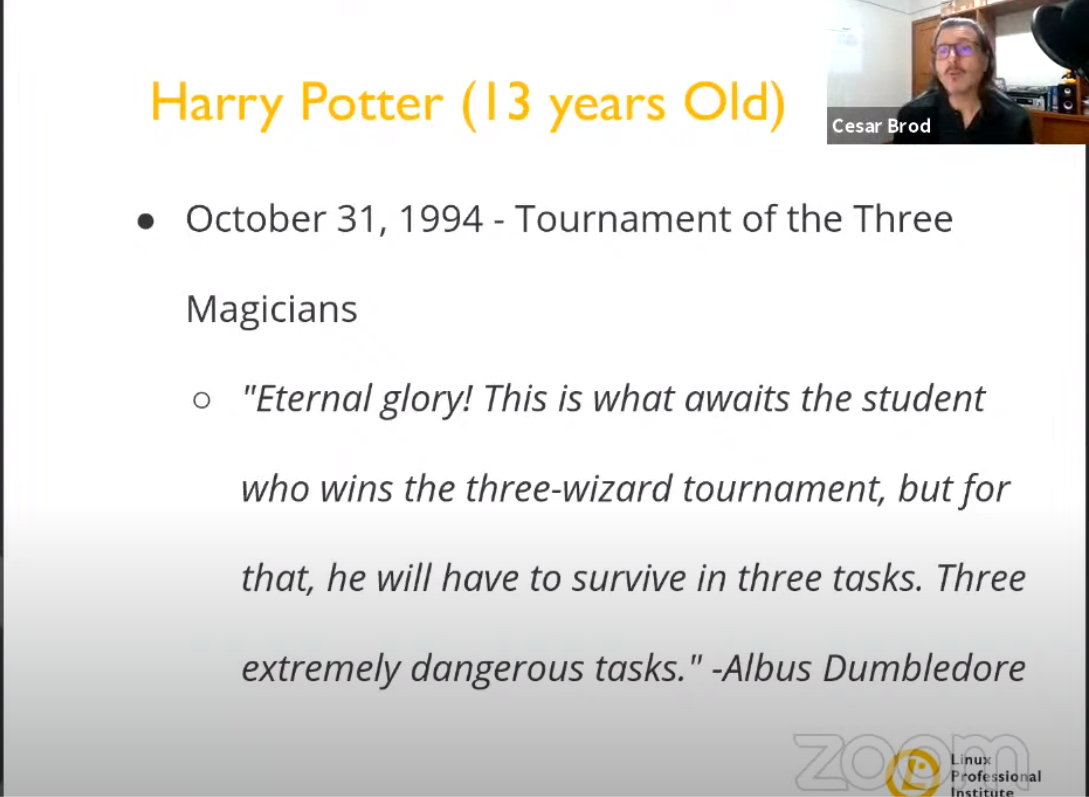 Harry Potter (13 years Old)
Cesar Brod
● October 31, 1994 - Tournament of the Three
Magicians
○ "Eternal glory! This is what awaits the student
who wins the three-wizard tournament, but for
that, he will have to survive in three tasks. Three
extremely dangerous tasks." -Albus Dumbledore
zoom
Linux
Professional
Institute